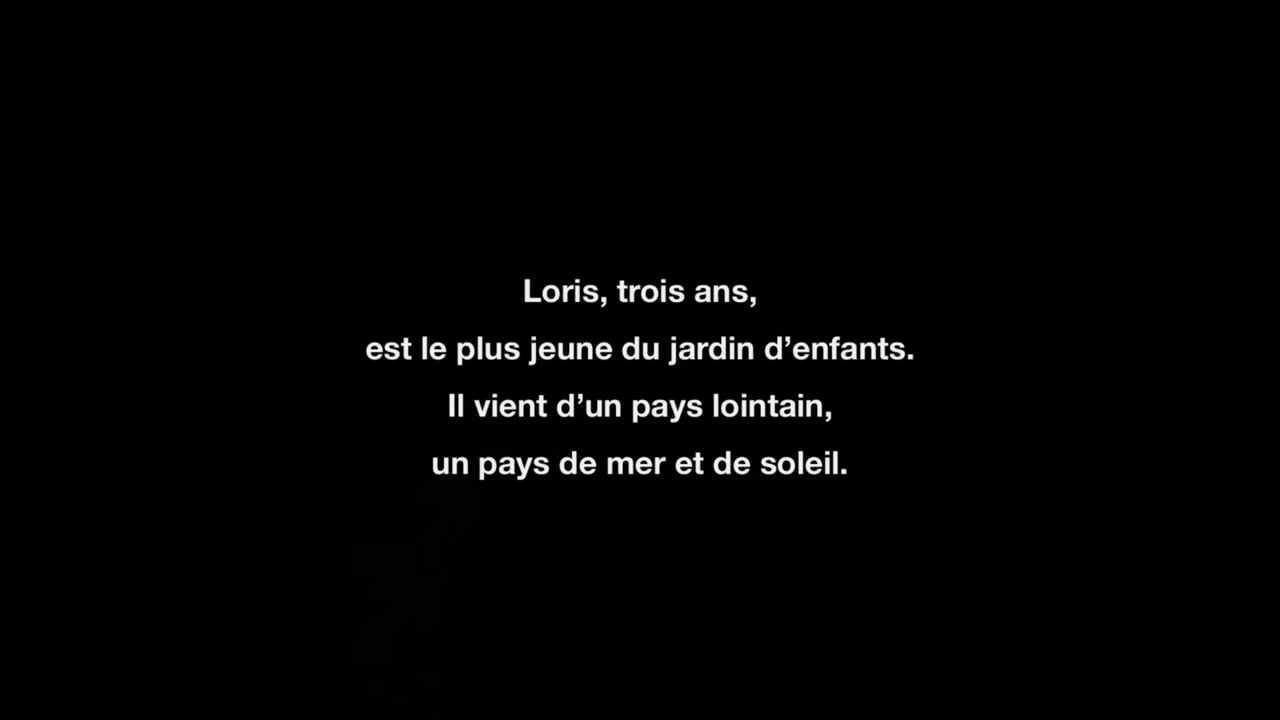 Loris, trois ans,
est le plus jeune du jardin d’enfants.
Il vient d’un pays lointain,
un pays de mer et de soleil.